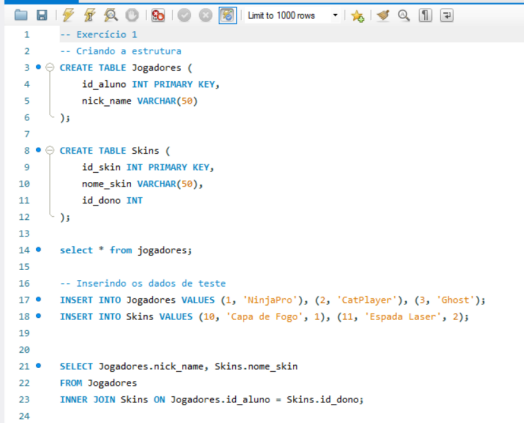 Limit to 1000 rows
1 -- Exercício 1
2 -- Criando a estrutura
3 CREATE TABLE Jogadores (
4 id_aluno INT PRIMARY KEY,
5 nick_name VARCHAR(50)
6 );
7
8 CREATE TABLE Skins (
9 id_skin INT PRIMARY KEY,
10 nome_skin VARCHAR(50),
11 id_dono INT
12 );
13
14 select * from jogadores;
15
16 -- Inserindo os dados de teste
17 INSERT INTO Jogadores VALUES (1, 'NinjaPro'), (2, 'CatPlayer'), (3, 'Ghost');
18 INSERT INTO Skins VALUES (10, 'Capa de Fogo', 1), (11, 'Espada Laser', 2);
19
20
21 SELECT Jogadores.nick_name, Skins.nome_skin
22 FROM Jogadores
23 INNER JOIN Skins ON Jogadores.id_aluno = Skins.id_dono;
24